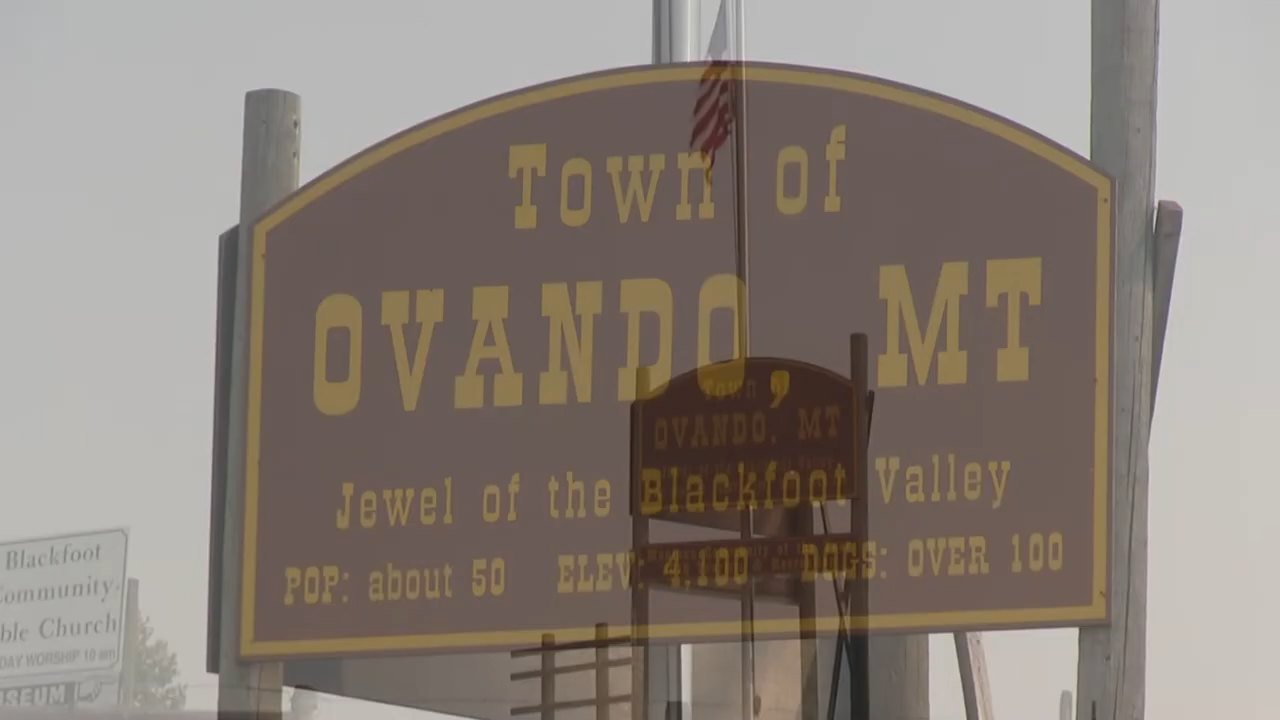 Town of
OVANDO, MT
Jewel of the Blackfoot Valley
POP: about 50 ELEV: 4,100 DOGS: OVER 100
Town of
OVANDO, MT
Blackfoot
Community
ble Church
DAY WORSHIP 10 am
SEUM